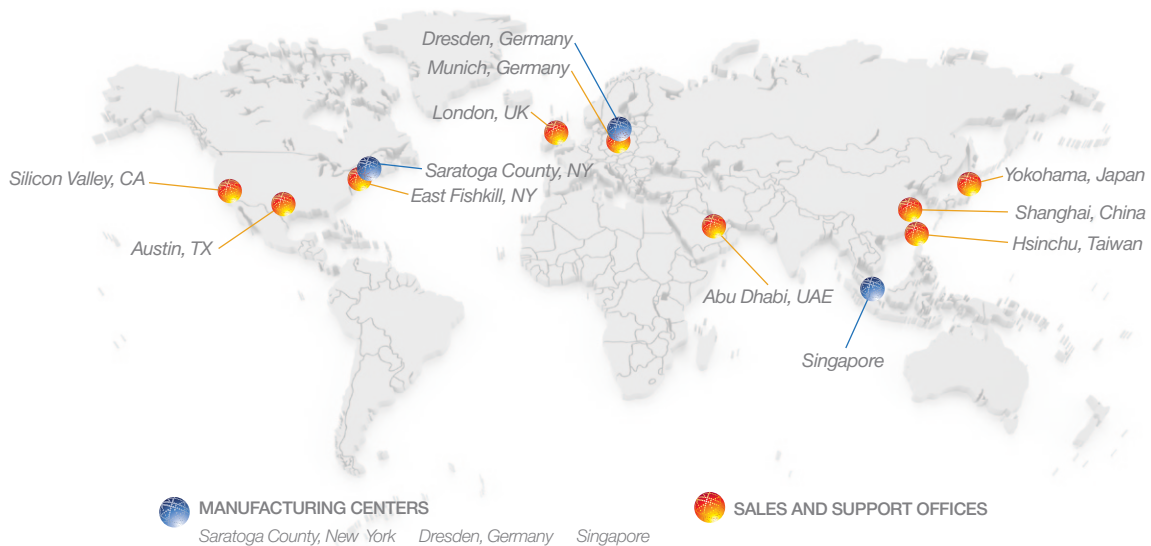 Dresden, Germany
Munich, Germany
London, UK
Saratoga County, NY
Silicon Valley, CA
East Fishkill, NY
Yokohama, Japan
Shanghai, China
Austin, TX
Hsinchu, Taiwan
Abu Dhabi, UAE
Singapore
MANUFACTURING CENTERS
SALES AND SUPPORT OFFICES
Saratoga County, New York Dresden, Germany Singapore